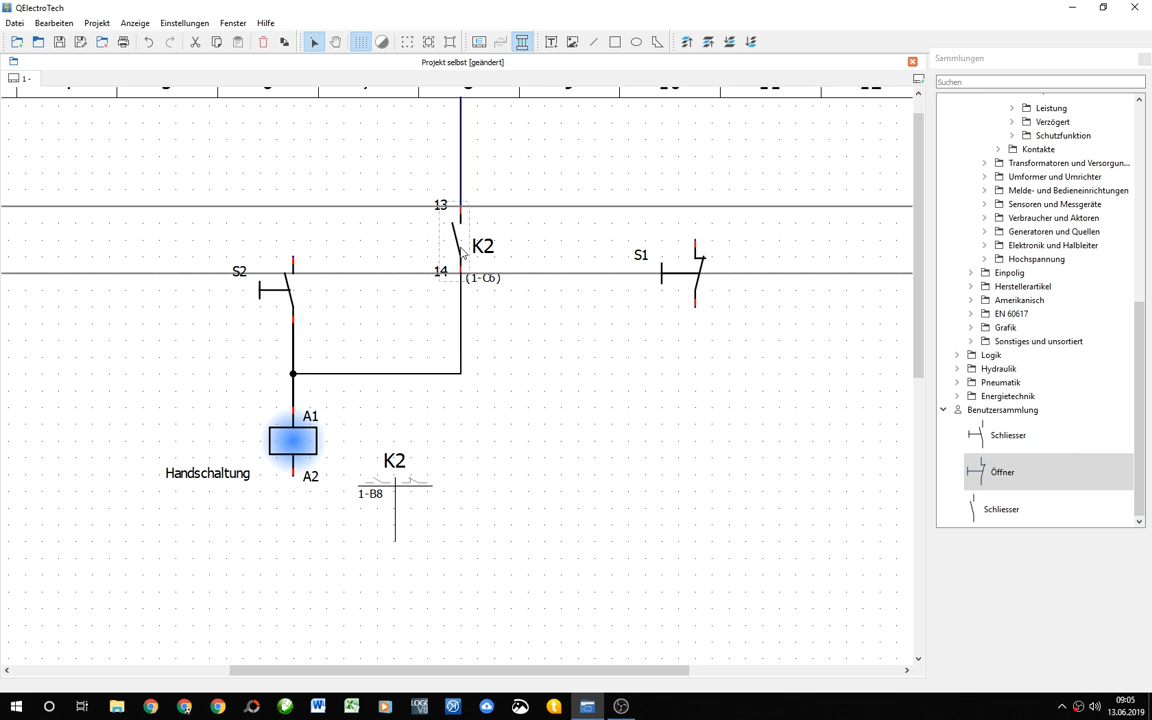 QElectroTech
Datei Bearbeiten Projekt Anzeige Einstellungen Fenster Hilfe
Projekt selbst [geändert]
Sammlungen
1 -
Suchen
Leistung
Verzögert
Schutzfunktion
Kontakte
Transformatoren und Versorgun...
Umformer und Umrichter
Melde- und Bedieneinrichtungen
Sensoren und Messgeräte
Verbraucher und Aktoren
Generatoren und Quellen
Elektronik und Halbleiter
Hochspannung
Einpolig
Herstellerartikel
Amerikanisch
EN 60617
Grafik
Sonstiges und unsortiert
Logik
Hydraulik
Pneumatik
Energietechnik
Benutzersammlung
Schliesser
Öffner
Schliesser
13
K2
14
(1-C6)
S2
S1
A1
A2
Handschaltung
K2
1-B8
09:05
13.06.2019